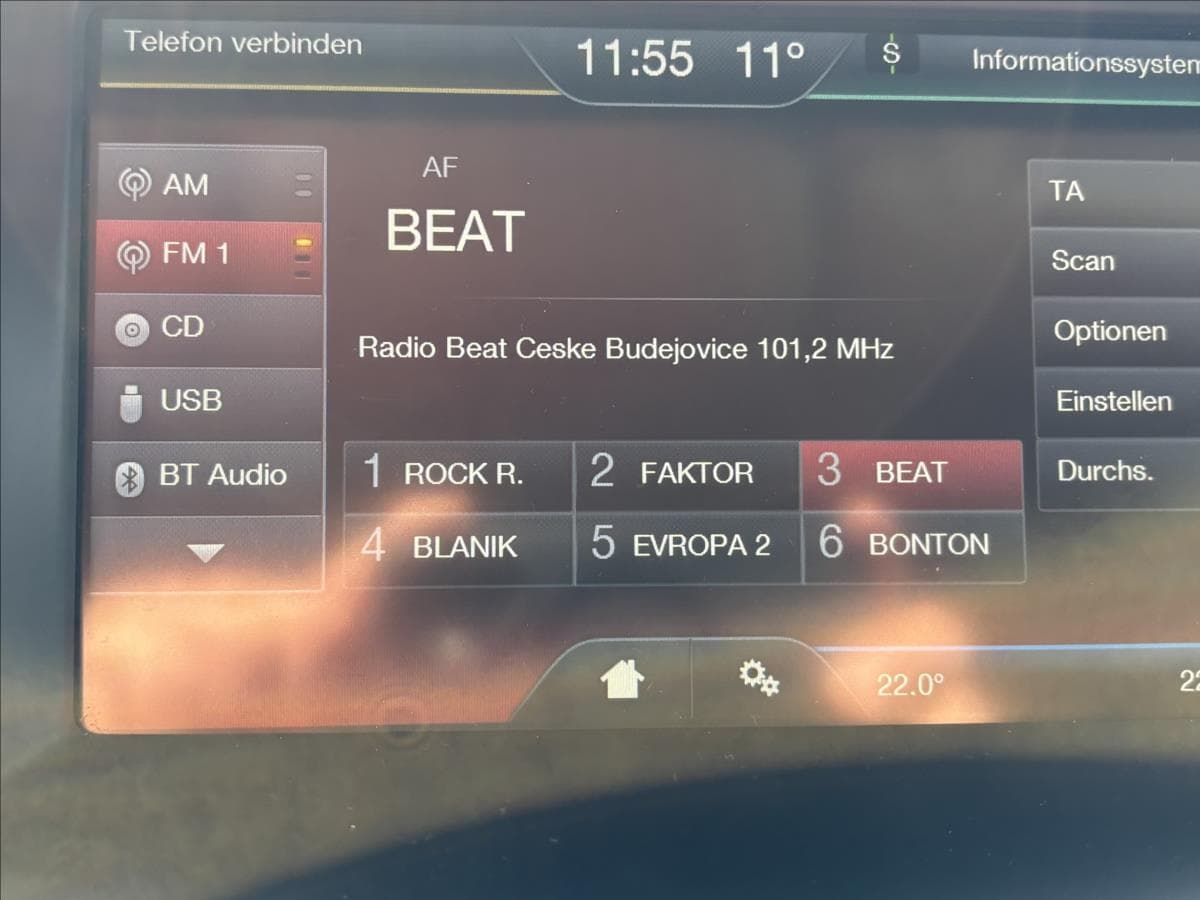 Telefon verbinden
11:55 11°
S
Informationssystem
AM
FM 1
CD
USB
BT Audio
AF
BEAT
Radio Beat Ceske Budejovice 101,2 MHz
1 ROCK R. 2 FAKTOR 3 BEAT
4 BLANIK 5 EVROPA 2 6 BONTON
TA
Scan
Optionen
Einstellen
Durchs.
22.0°